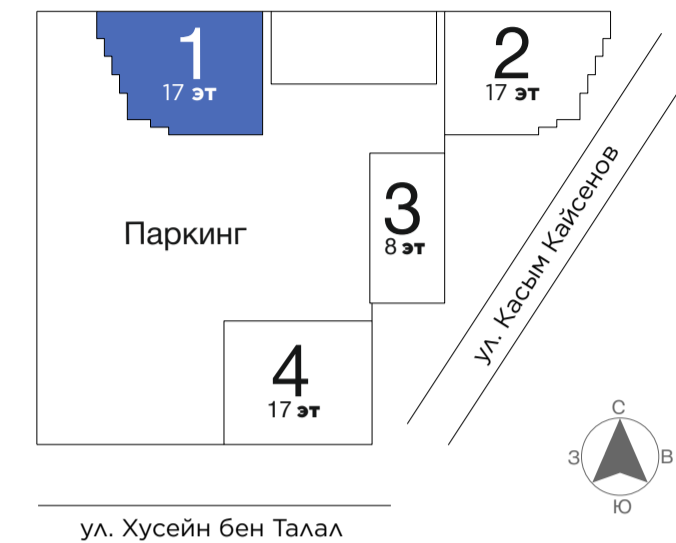 1
17 эт
2
17 эт
3
8 эт
Паркинг
ул. Касым Кайсенов
4
17 эт
С
З
В
Ю
ул. Хусейн бен Талал